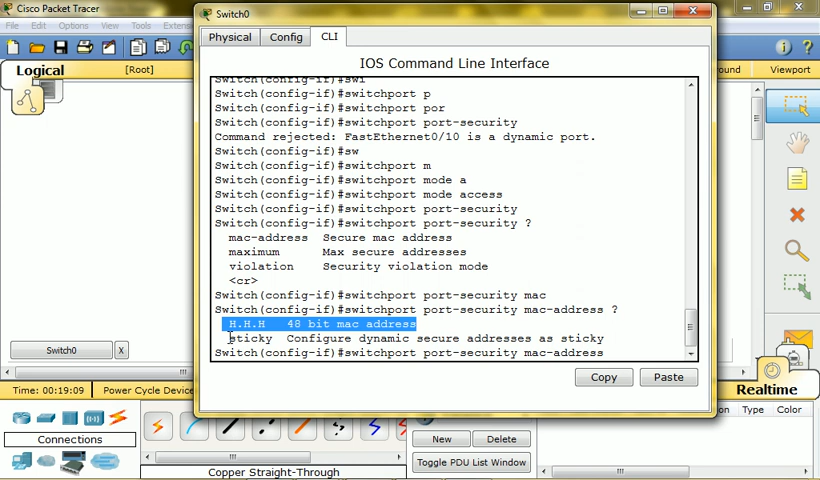 Cisco Packet Tracer
File Edit Options View Tools Extens
Logical
[Root]
ound
Viewport
Switch0
Physical
Config
CLI
IOS Command Line Interface
Switch(config-if)#swi
Switch(config-if)#switchport p
Switch(config-if)#switchport por
Switch(config-if)#switchport port-security
Command rejected: FastEthernet0/10 is a dynamic port.
Switch(config-if)#sw
Switch(config-if)#switchport m
Switch(config-if)#switchport mode a
Switch(config-if)#switchport mode access
Switch(config-if)#switchport port-security
Switch(config-if)#switchport port-security ?
mac-address Secure mac address
maximum Max secure addresses
violation Security violation mode
<cr>
Switch(config-if)#switchport port-security mac
Switch(config-if)#switchport port-security mac-address ?
H.H.H 48 bit mac address
sticky Configure dynamic secure addresses as sticky
Switch(config-if)#switchport port-security mac-address
Copy
Paste
Switch0
X
Time: 00:19:09
Power Cycle Device
Realtime
Connections
Copper Straight-Through
New
Delete
Toggle PDU List Window
Type
Color